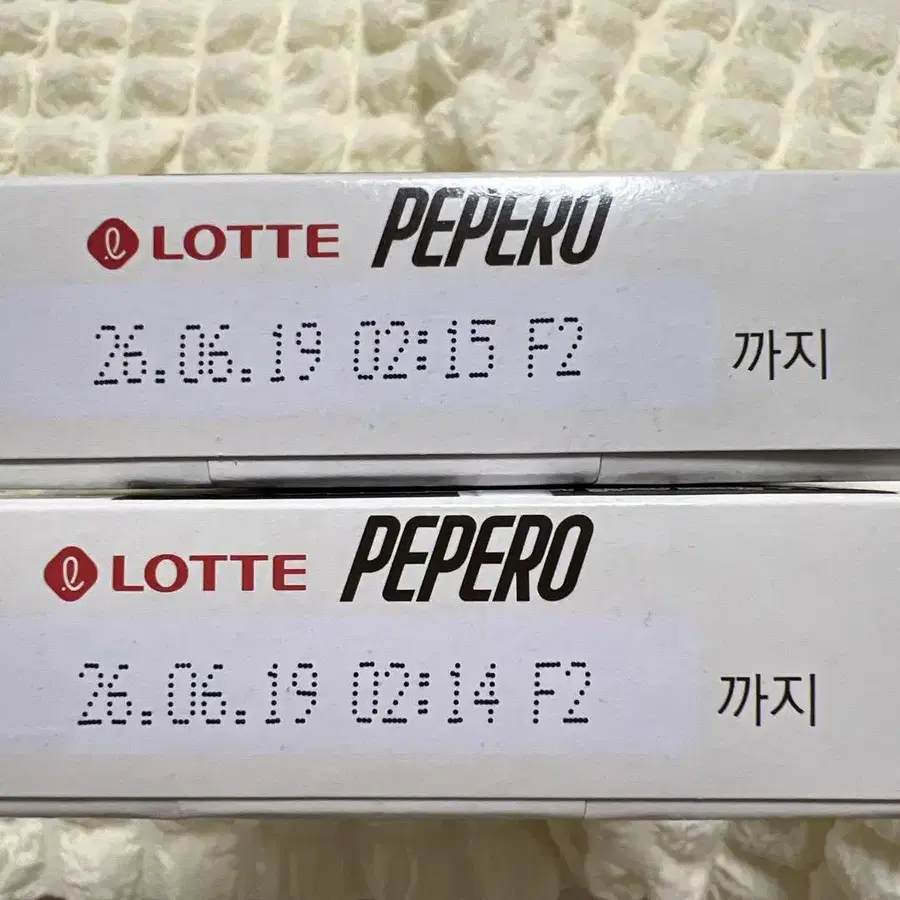 LOTTE PEPERO
26.06.19 02:15 F2 까지
LOTTE PEPERO
26.06.19 02:14 F2 까지